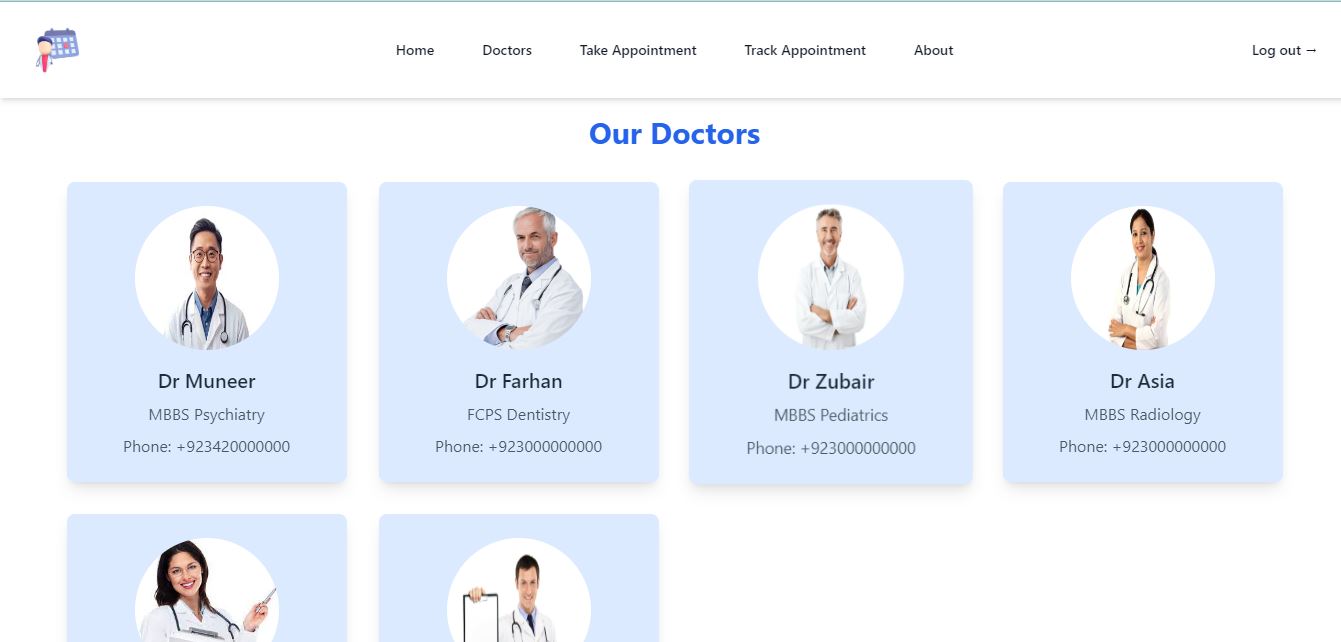 Home
Doctors
Take Appointment
Track Appointment
About
Log out →
Our Doctors
Dr Muneer
MBBS Psychiatry
Phone: +923420000000
Dr Farhan
FCPS Dentistry
Phone: +923000000000
Dr Zubair
MBBS Pediatrics
Phone: +923000000000
Dr Asia
MBBS Radiology
Phone: +923000000000